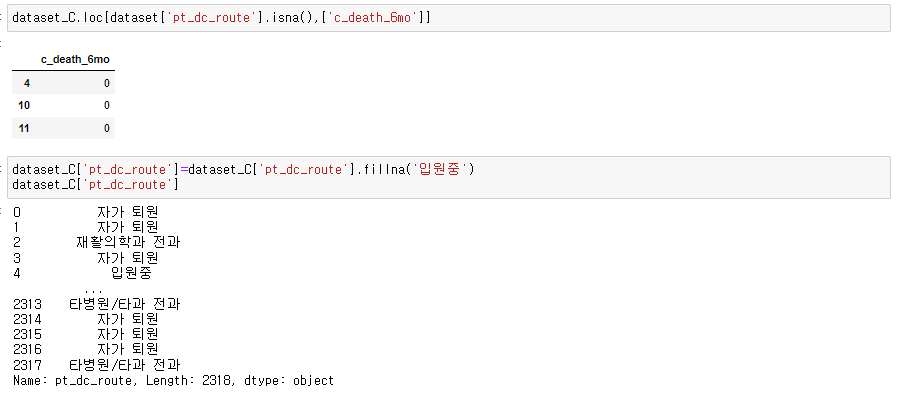 dataset_C.loc[dataset['pt_dc_route'].isna(),['c_death_6mo']]
c_death_6mo
4 0
10 0
11 0
dataset_C['pt_dc_route']=dataset_C['pt_dc_route'].fillna('입원중')
dataset_C['pt_dc_route']
0 자가 퇴원
1 자가 퇴원
2 재활의학과 전과
3 자가 퇴원
4 입원중
...
2313 타병원/타과 전과
2314 자가 퇴원
2315 자가 퇴원
2316 자가 퇴원
2317 타병원/타과 전과
Name: pt_dc_route, Length: 2318, dtype: object